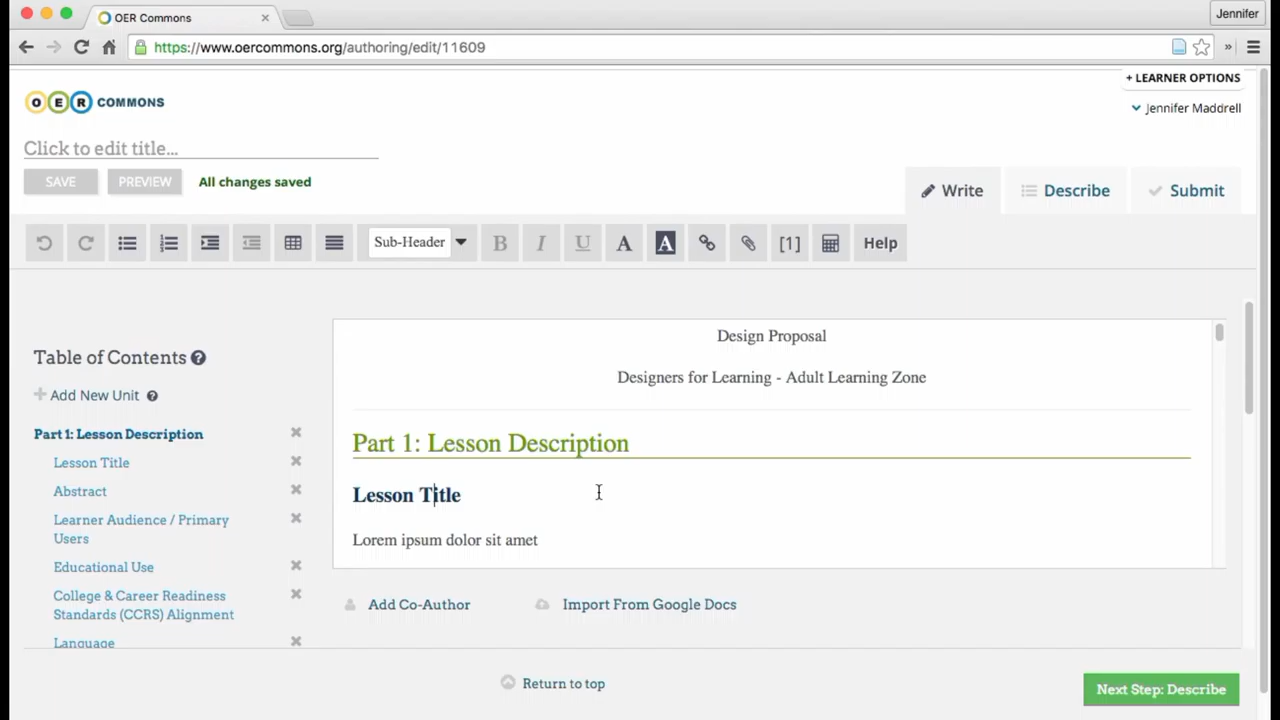 OER Commons
Jennifer
https://www.oercommons.org/authoring/edit/11609
+ LEARNER OPTIONS
OER COMMONS
Jennifer Maddrell
Click to edit title...
SAVE PREVIEW All changes saved
Write Describe Submit
Sub-Header B I U A A [1] Help
Design Proposal
Designers for Learning - Adult Learning Zone
Part 1: Lesson Description
Lesson Title
Lorem ipsum dolor sit amet
Table of Contents ?
+ Add New Unit ?
Part 1: Lesson Description
Lesson Title
Abstract
Learner Audience / Primary
Users
Educational Use
College & Career Readiness
Standards (CCRS) Alignment
Language
Add Co-Author Import From Google Docs
Return to top
Next Step: Describe